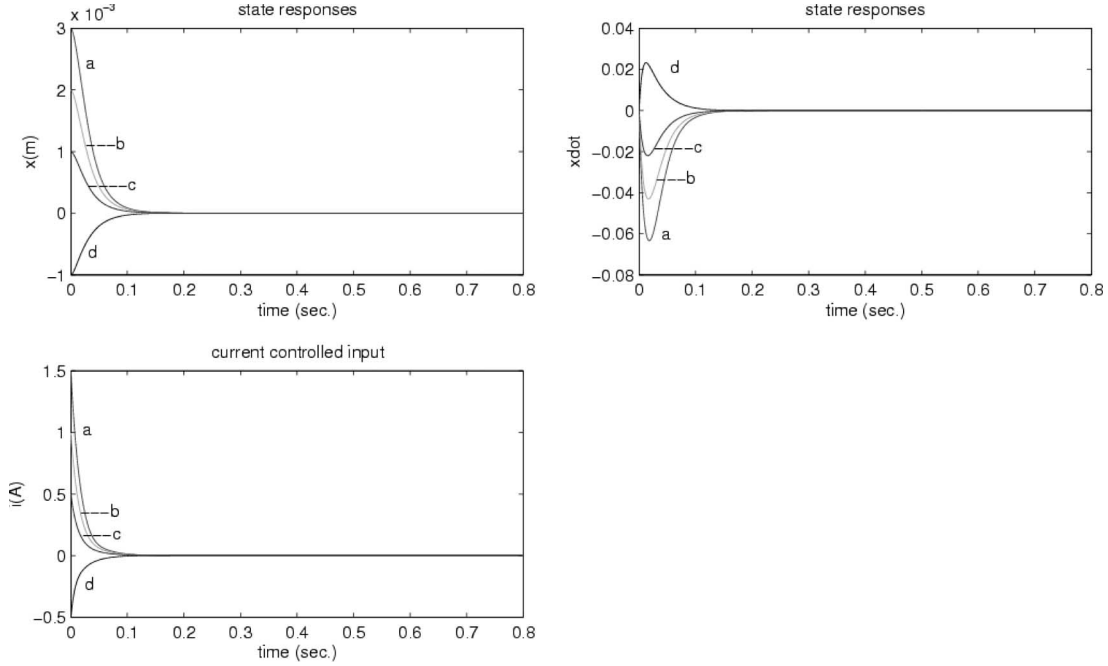 state responses
x 10⁻³
3
2
1
0
−1
x(m)
a
b
c
d
0 0.1 0.2 0.3 0.4 0.5 0.6 0.7 0.8
time (sec.)
state responses
0.04
0.02
0
−0.02
−0.04
−0.06
−0.08
xdot
d
c
b
a
0 0.1 0.2 0.3 0.4 0.5 0.6 0.7 0.8
time (sec.)
current controlled input
1.5
1
0.5
0
−0.5
i(A)
a
b
c
d
0 0.1 0.2 0.3 0.4 0.5 0.6 0.7 0.8
time (sec.)